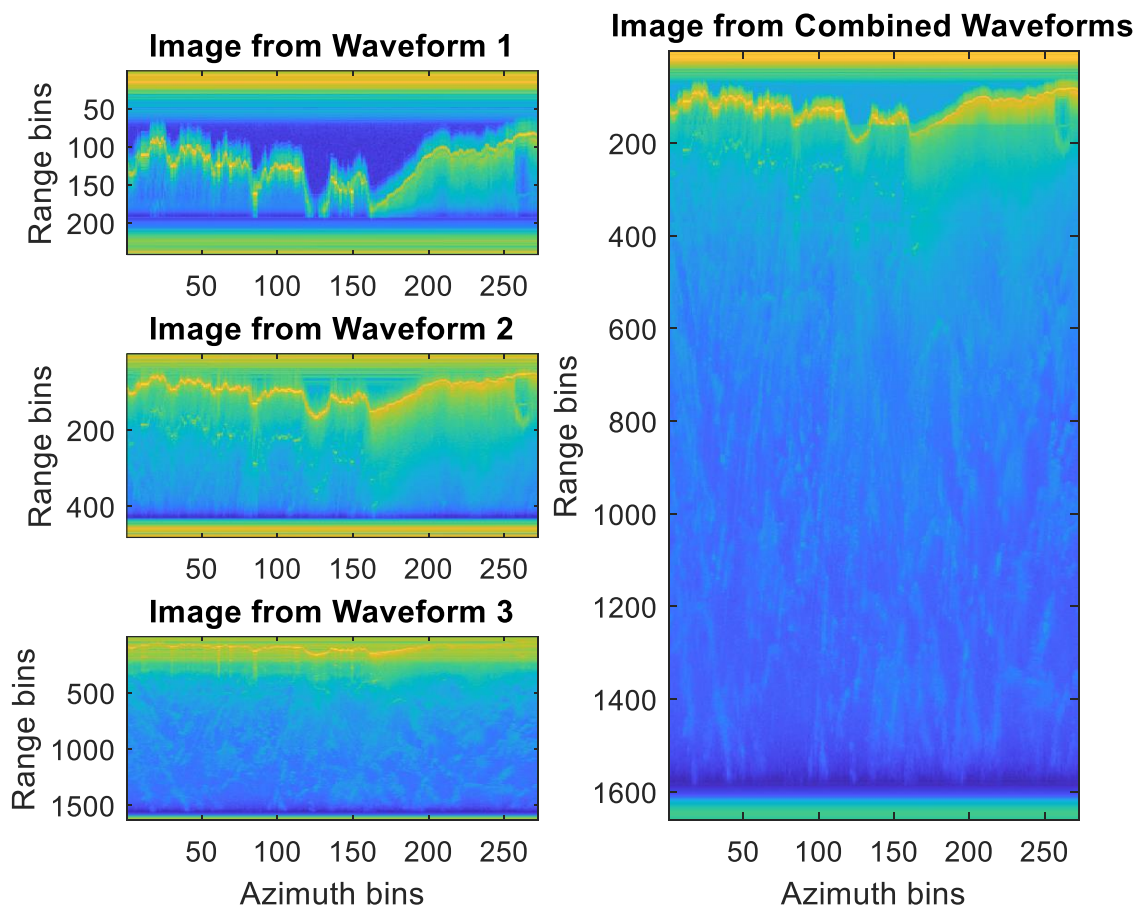 Image from Waveform 1
Range bins
50
100
150
200
50 100 150 200 250
Image from Waveform 2
Range bins
200
400
50 100 150 200 250
Image from Waveform 3
Range bins
500
1000
1500
50 100 150 200 250
Azimuth bins
Image from Combined Waveforms
Range bins
200
400
600
800
1000
1200
1400
1600
50 100 150 200 250
Azimuth bins